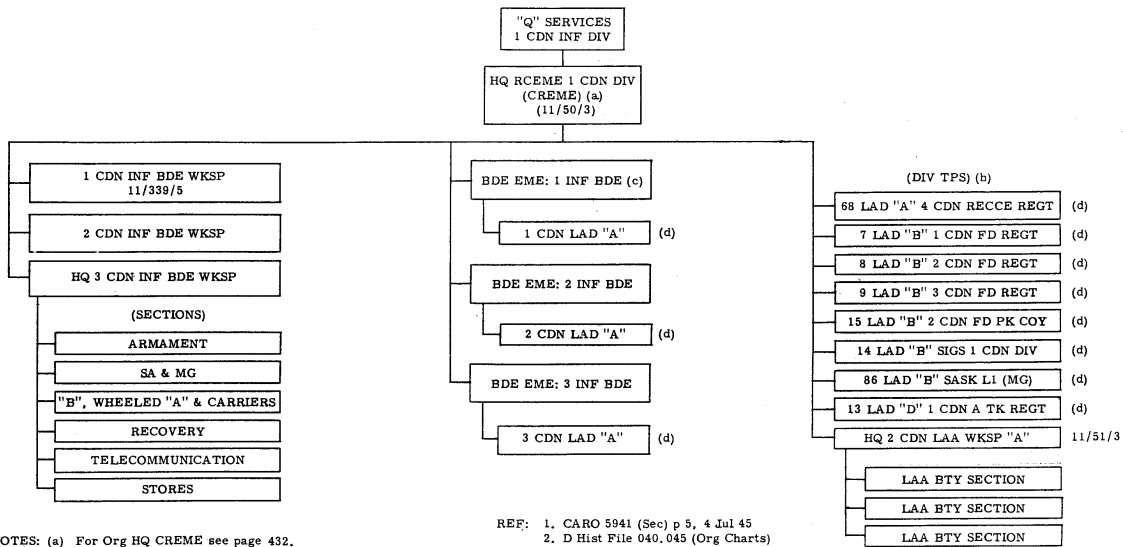 "Q" SERVICES
1 CDN INF DIV
HQ RCEME 1 CDN DIV
(CREME) (a)
(11/50/3)
1 CDN INF BDE WKSP
11/339/5
2 CDN INF BDE WKSP
HQ 3 CDN INF BDE WKSP
(SECTIONS)
ARMAMENT
SA & MG
"B", WHEELED "A" & CARRIERS
RECOVERY
TELECOMMUNICATION
STORES
BDE EME: 1 INF BDE (c)
1 CDN LAD "A" (d)
BDE EME: 2 INF BDE
2 CDN LAD "A" (d)
BDE EME: 3 INF BDE
3 CDN LAD "A" (d)
(DIV TPS) (b)
68 LAD "A" 4 CDN RECCE REGT (d)
7 LAD "B" 1 CDN FD REGT (d)
8 LAD "B" 2 CDN FD REGT (d)
9 LAD "B" 3 CDN FD REGT (d)
15 LAD "B" 2 CDN FD PK COY (d)
14 LAD "B" SIGS 1 CDN DIV (d)
86 LAD "B" SASK L1 (MG) (d)
13 LAD "D" 1 CDN A TK REGT (d)
HQ 2 CDN LAA WKSP "A" 11/51/3
LAA BTY SECTION
LAA BTY SECTION
LAA BTY SECTION
REF: 1. CARO 5941 (Sec) p 5, 4 Jul 45
2. D Hist File 040.045 (Org Charts)
OTES: (a) For Org HQ CREME see page 432.